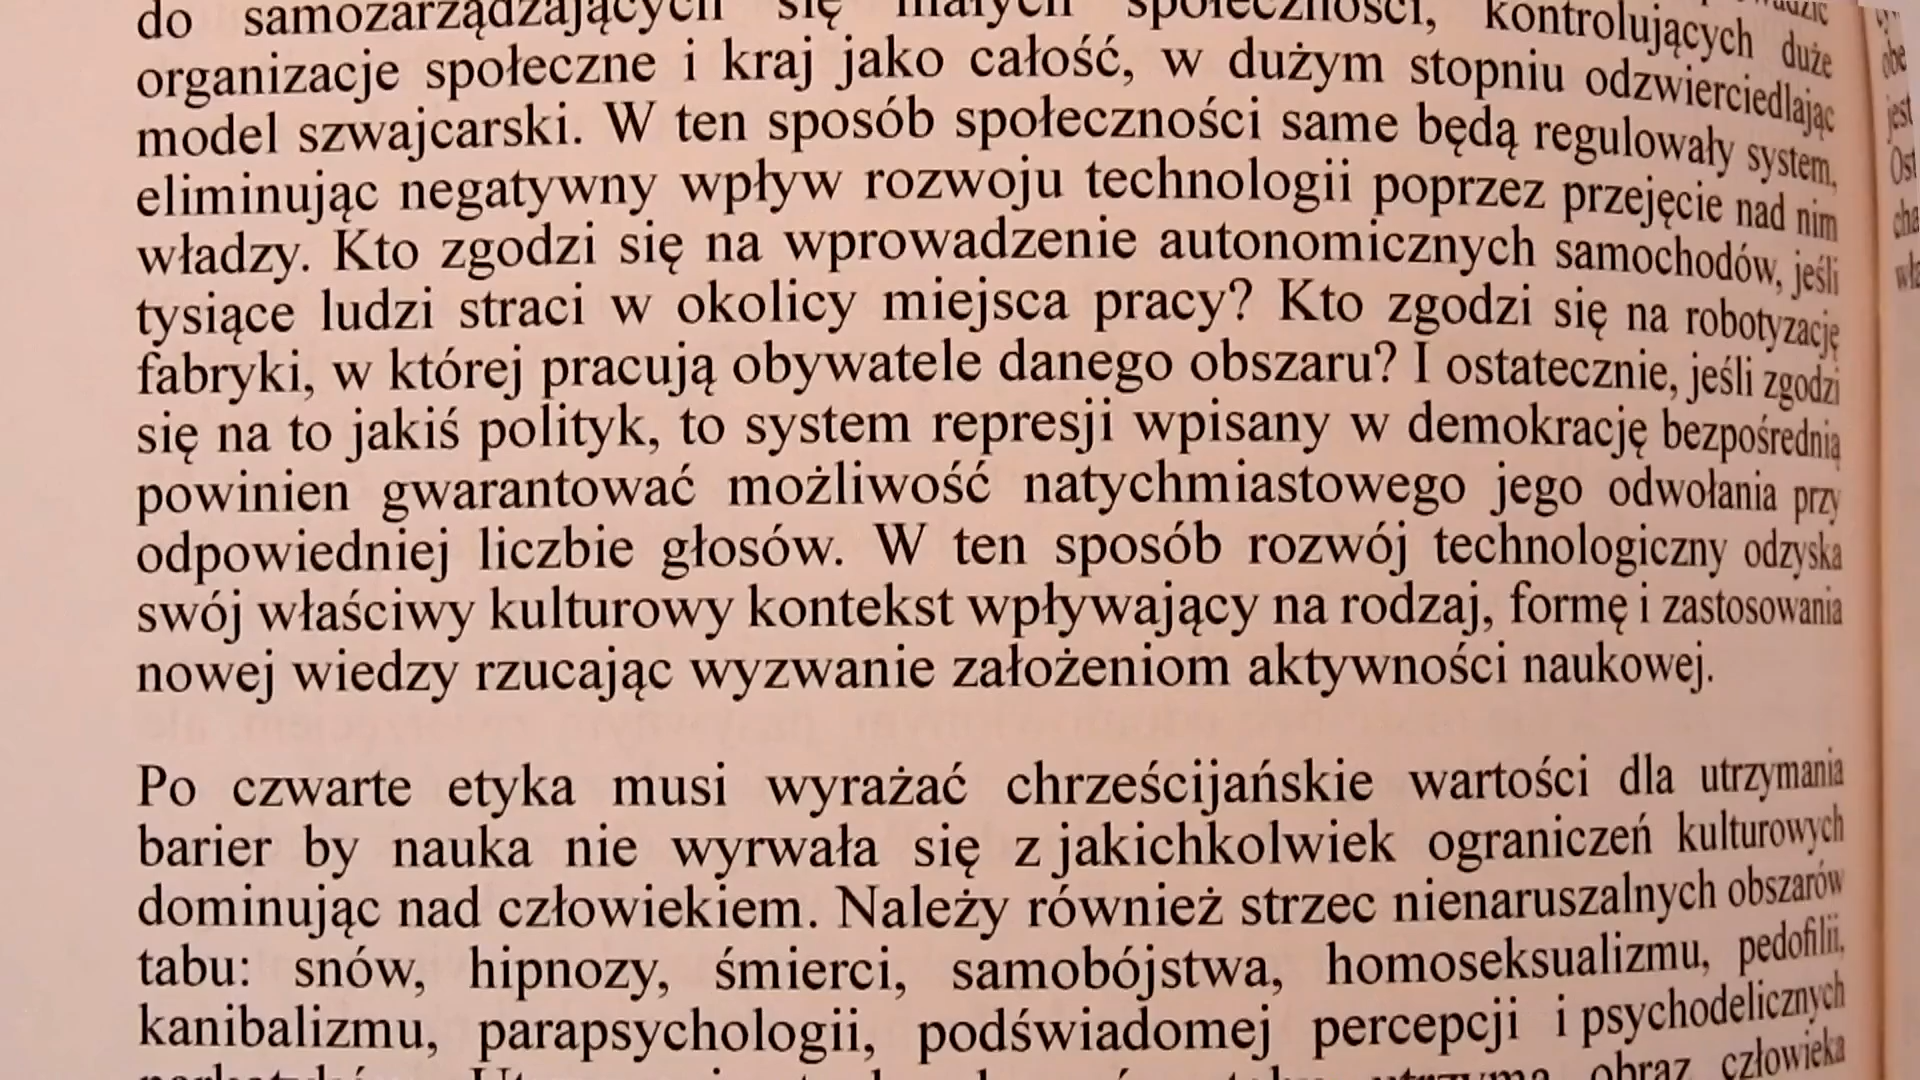 do samozarządzających się małych społeczności, kontrolujących duże
organizacje społeczne i kraj jako całość, w dużym stopniu odzwierciedlając
model szwajcarski. W ten sposób społeczności same będą regulowały system,
eliminując negatywny wpływ rozwoju technologii poprzez przejęcie nad nim
władzy. Kto zgodzi się na wprowadzenie autonomicznych samochodów, jeśli
tysiące ludzi straci w okolicy miejsca pracy? Kto zgodzi się na robotyzację
fabryki, w której pracują obywatele danego obszaru? I ostatecznie, jeśli zgodzi
się na to jakiś polityk, to system represji wpisany w demokrację bezpośrednią
powinien gwarantować możliwość natychmiastowego jego odwołania przy
odpowiedniej liczbie głosów. W ten sposób rozwój technologiczny odzyska
swój właściwy kulturowy kontekst wpływający na rodzaj, formę i zastosowania
nowej wiedzy rzucając wyzwanie założeniom aktywności naukowej.
Po czwarte etyka musi wyrażać chrześcijańskie wartości dla utrzymania
barier by nauka nie wyrwała się z jakichkolwiek ograniczeń kulturowych
dominując nad człowiekiem. Należy również strzec nienaruszalnych obszarów
tabu: snów, hipnozy, śmierci, samobójstwa, homoseksualizmu, pedofilii,
kanibalizmu, parapsychologii, podświadomej percepcji i psychodelicznych
obraz człowieka